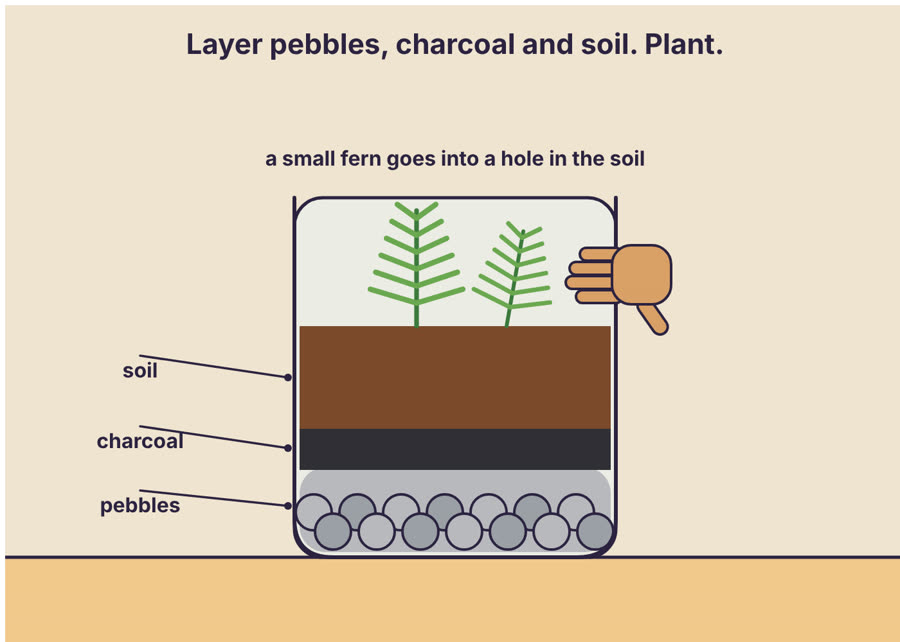 Layer pebbles, charcoal and soil. Plant.
a small fern goes into a hole in the soil
soil
charcoal
pebbles